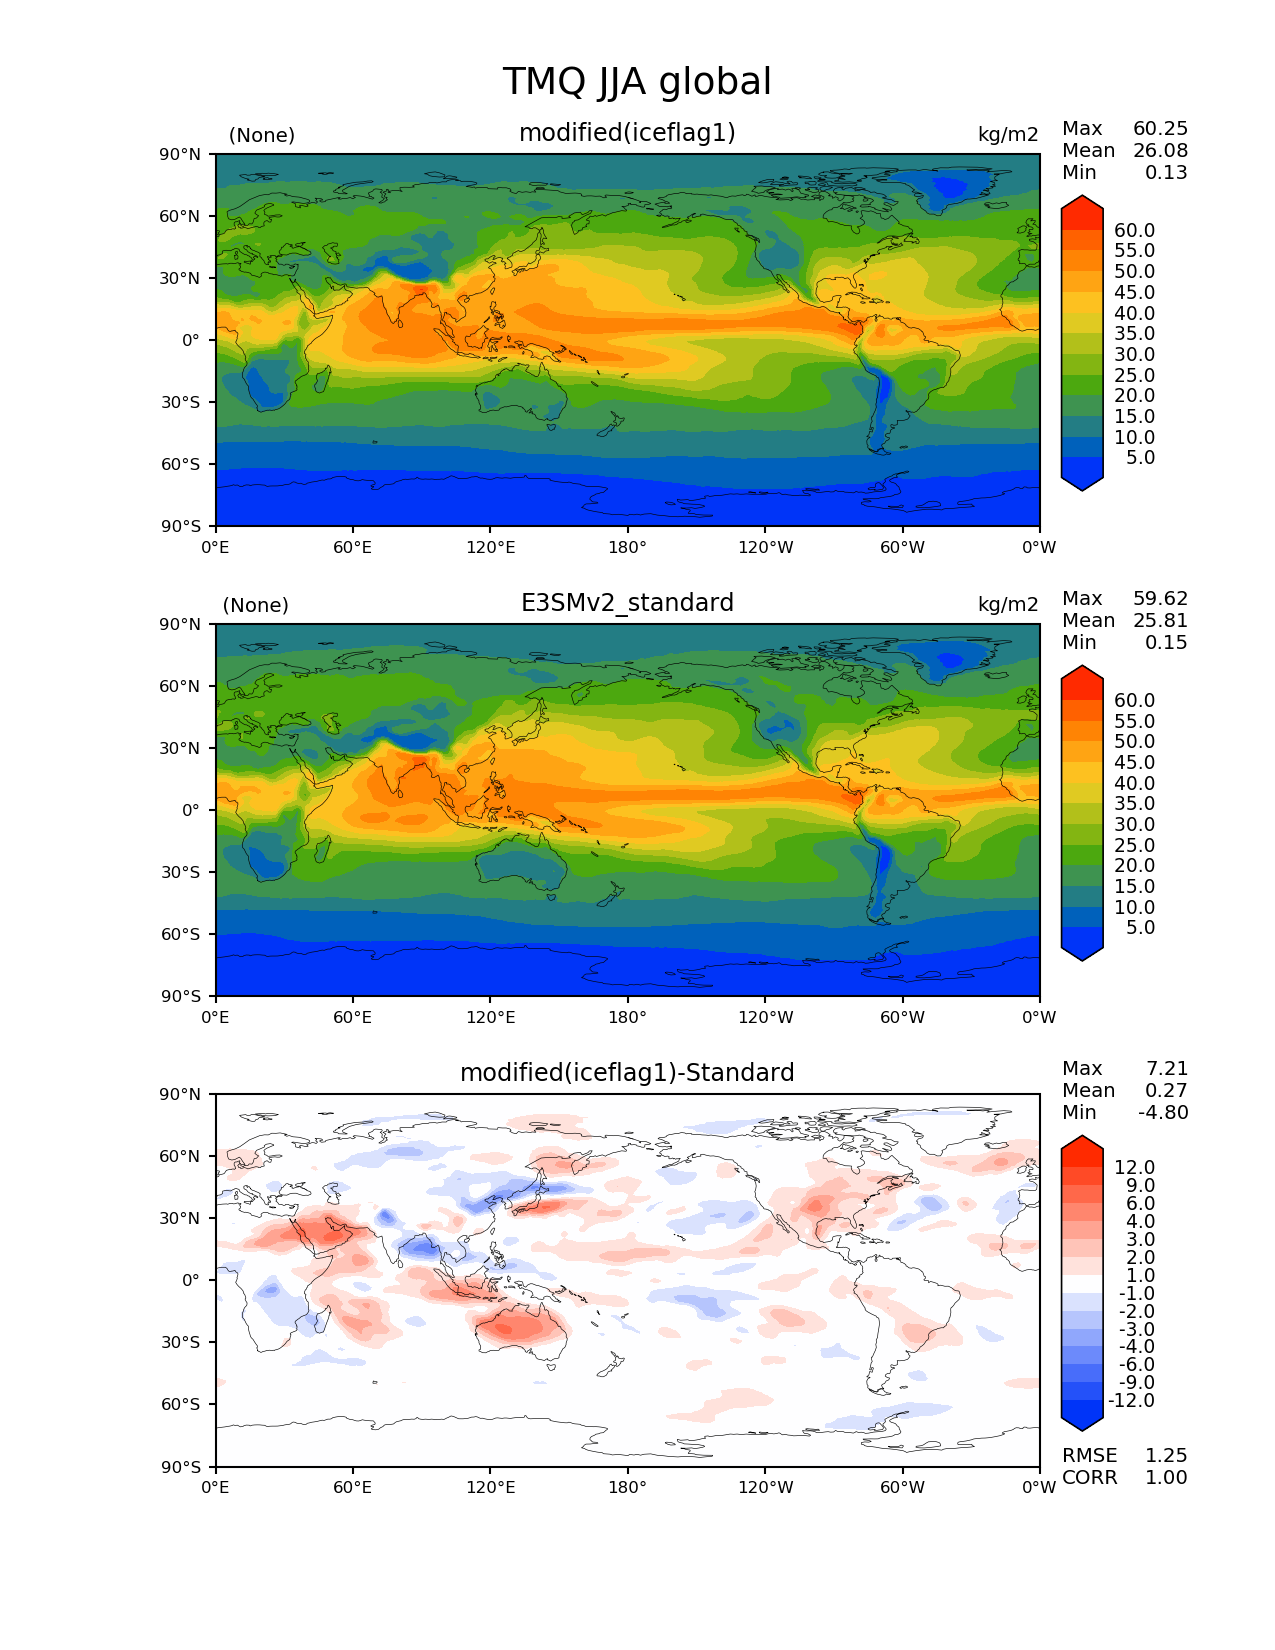 TMQ JJA global
(None) modified(iceflag1) kg/m2
Max 60.25
Mean 26.08
Min 0.13
90°N
60°N
30°N
0°
30°S
60°S
90°S
0°E 60°E 120°E 180° 120°W 60°W 0°W
60.0
55.0
50.0
45.0
40.0
35.0
30.0
25.0
20.0
15.0
10.0
5.0
(None) E3SMv2_standard kg/m2
Max 59.62
Mean 25.81
Min 0.15
90°N
60°N
30°N
0°
30°S
60°S
90°S
0°E 60°E 120°E 180° 120°W 60°W 0°W
60.0
55.0
50.0
45.0
40.0
35.0
30.0
25.0
20.0
15.0
10.0
5.0
modified(iceflag1)-Standard
Max 7.21
Mean 0.27
Min -4.80
90°N
60°N
30°N
0°
30°S
60°S
90°S
0°E 60°E 120°E 180° 120°W 60°W 0°W
12.0
9.0
6.0
4.0
3.0
2.0
1.0
-1.0
-2.0
-3.0
-4.0
-6.0
-9.0
-12.0
RMSE 1.25
CORR 1.00